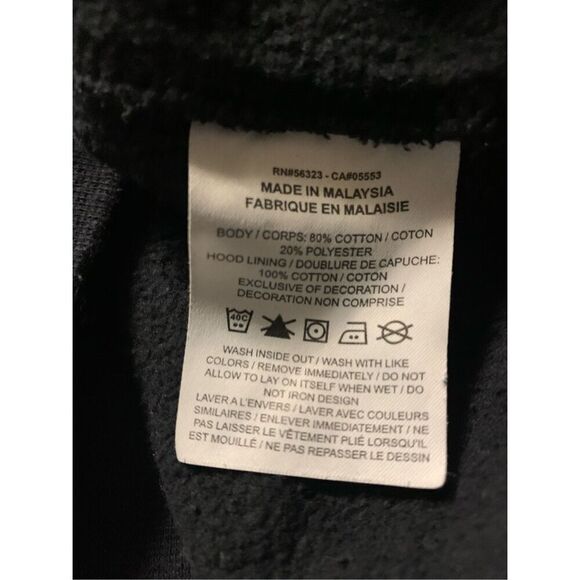 RN#56323 - CA#05553
MADE IN MALAYSIA
FABRIQUE EN MALAISIE
BODY / CORPS: 80% COTTON / COTON
20% POLYESTER
HOOD LINING / DOUBLURE DE CAPUCHE:
100% COTTON / COTON
EXCLUSIVE OF DECORATION /
DECORATION NON COMPRISE
40C
WASH INSIDE OUT / WASH WITH LIKE
COLORS / REMOVE IMMEDIATELY / DO NOT
ALLOW TO LAY ON ITSELF WHEN WET / DO
NOT IRON DESIGN
LAVER A L'ENVERS / LAVER AVEC COULEURS
SIMILAIRES / ENLEVER IMMEDIATEMENT / NE
PAS LAISSER LE VÊTEMENT PLIÉ LORSQU'IL
EST MOUILLÉ / NE PAS REPASSER LE DESSIN